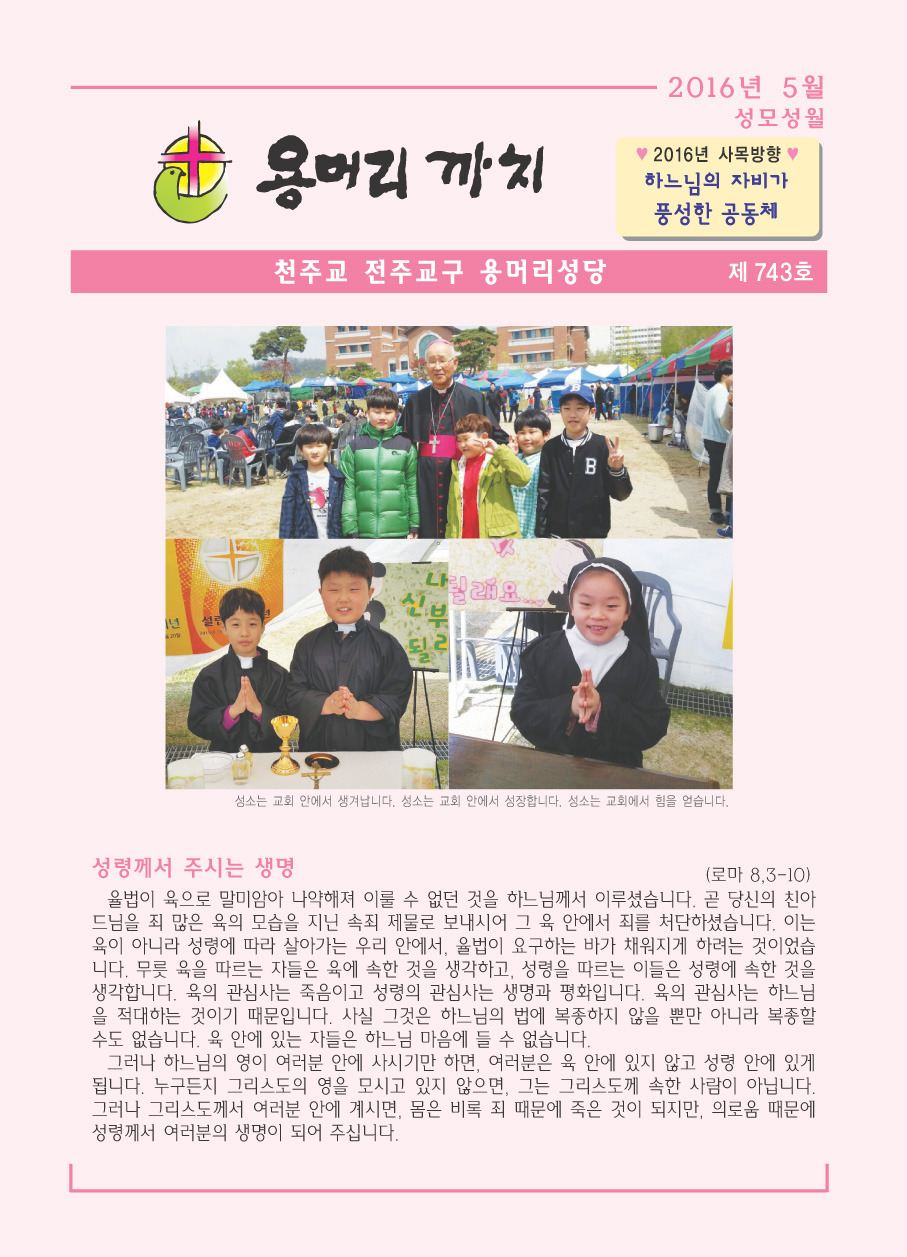 2016년 5월
성모성월
용머리 까치
♥ 2016년 사목방향 ♥
하느님의 자비가
풍성한 공동체
천주교 전주교구 용머리성당 제 743호
B
나
신부
될래
될래요...
성소는 교회 안에서 생겨납니다. 성소는 교회 안에서 성장합니다. 성소는 교회에서 힘을 얻습니다.
성령께서 주시는 생명
(로마 8,3-10)
율법이 육으로 말미암아 나약해져 이룰 수 없던 것을 하느님께서 이루셨습니다. 곧 당신의 친아
드님을 죄 많은 육의 모습을 지닌 속죄 제물로 보내시어 그 육 안에서 죄를 처단하셨습니다. 이는
육이 아니라 성령에 따라 살아가는 우리 안에서, 율법이 요구하는 바가 채워지게 하려는 것이었습
니다. 무릇 육을 따르는 자들은 육에 속한 것을 생각하고, 성령을 따르는 이들은 성령에 속한 것을
생각합니다. 육의 관심사는 죽음이고 성령의 관심사는 생명과 평화입니다. 육의 관심사는 하느님
을 적대하는 것이기 때문입니다. 사실 그것은 하느님의 법에 복종하지 않을 뿐만 아니라 복종할
수도 없습니다. 육 안에 있는 자들은 하느님 마음에 들 수 없습니다.
그러나 하느님의 영이 여러분 안에 사시기만 하면, 여러분은 육 안에 있지 않고 성령 안에 있게
됩니다. 누구든지 그리스도의 영을 모시고 있지 않으면, 그는 그리스도께 속한 사람이 아닙니다.
그러나 그리스도께서 여러분 안에 계시면, 몸은 비록 죄 때문에 죽은 것이 되지만, 의로움 때문에
성령께서 여러분의 생명이 되어 주십니다.